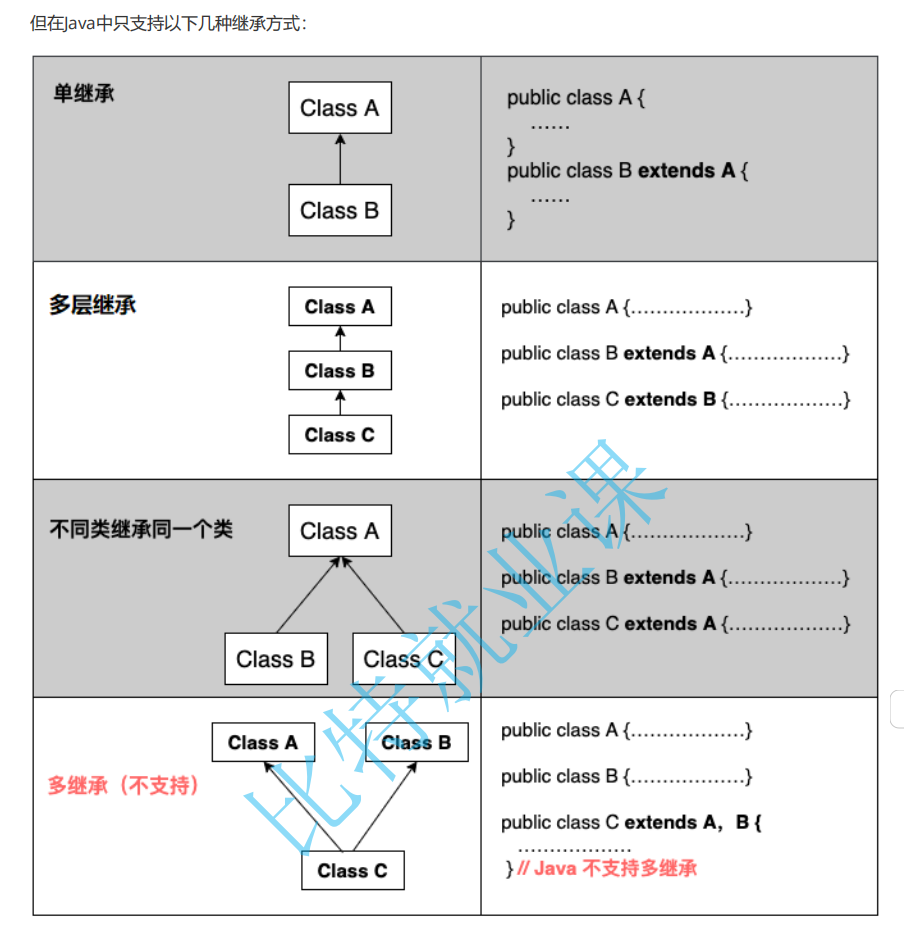 但在Java中只支持以下几种继承方式：
单继承
Class A
Class B
public class A {
......
}
public class B extends A {
......
}
多层继承
Class A
Class B
Class C
public class A {..................}
public class B extends A {..................}
public class C extends B {..................}
不同类继承同一个类
Class A
Class B
Class C
public class A {..................}
public class B extends A {..................}
public class C extends A {..................}
多继承（不支持）
Class A
Class B
Class C
public class A {..................}
public class B {..................}
public class C extends A，B {
..................
} // Java 不支持多继承
比特就业课